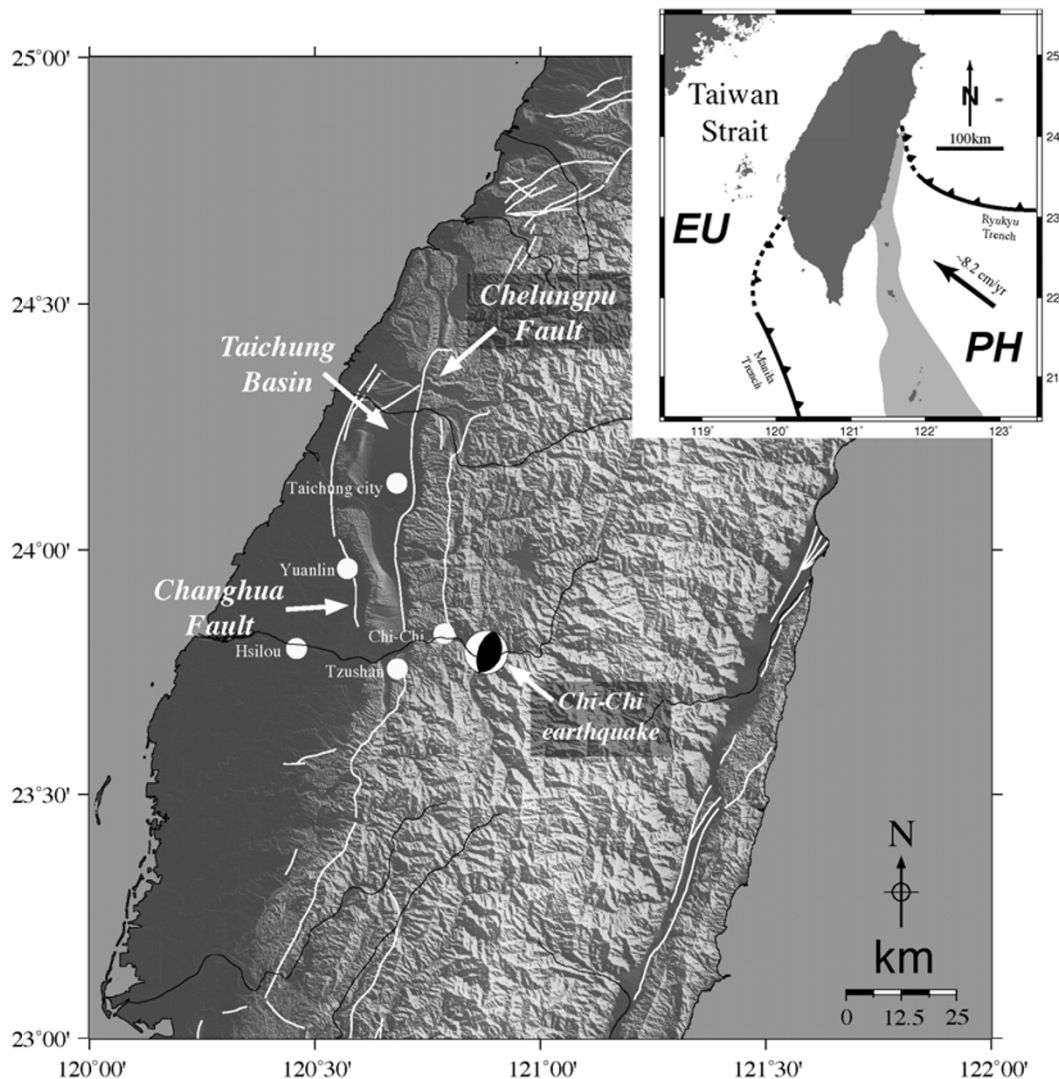 25°00'
24°30'
24°00'
23°30'
23°00'
120°00'
120°30'
121°00'
121°30'
122°00'
Chelungpu
Fault
Taichung
Basin
Taichung city
Yuanlin
Changhua
Fault
Hsilou
Chi-Chi
Tzushan
Chi-Chi
earthquake
N
km
0 12.5 25
Taiwan
Strait
N
100km
EU
PH
Ryukyu
Trench
~8.2 cm/yr
Manila
Trench
25
24
23
22
21
119° 120° 121° 122° 123°